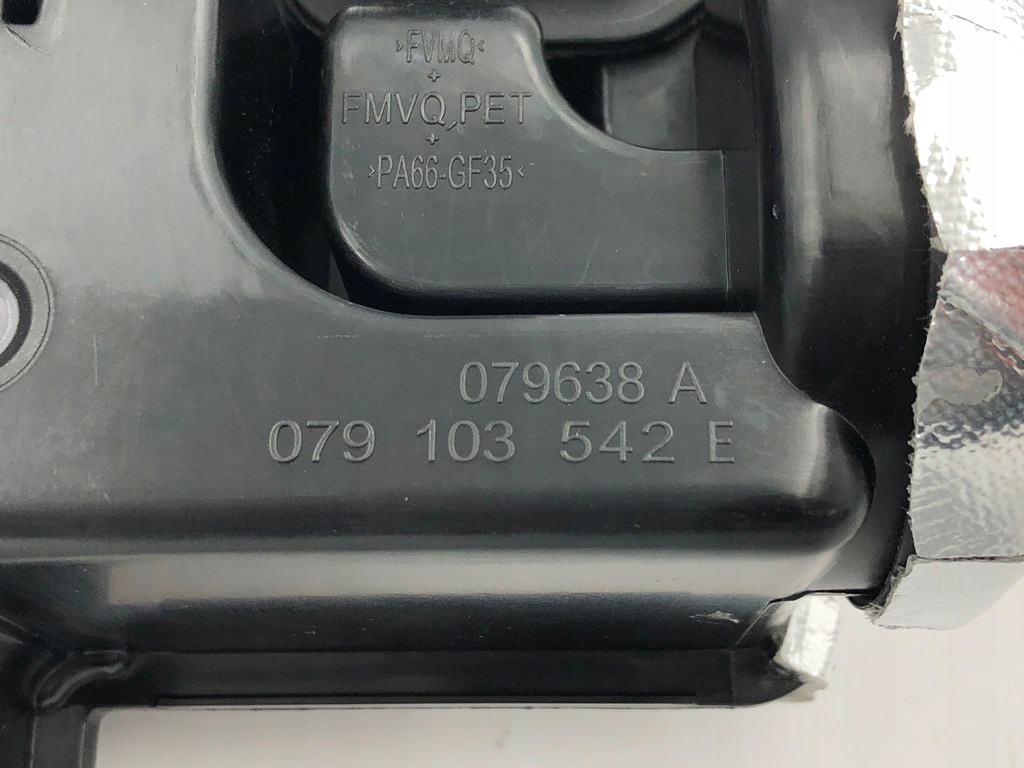 >FVMQ<
+
FMVQ,PET
+
>PA66-GF35<
079638 A
079 103 542 E